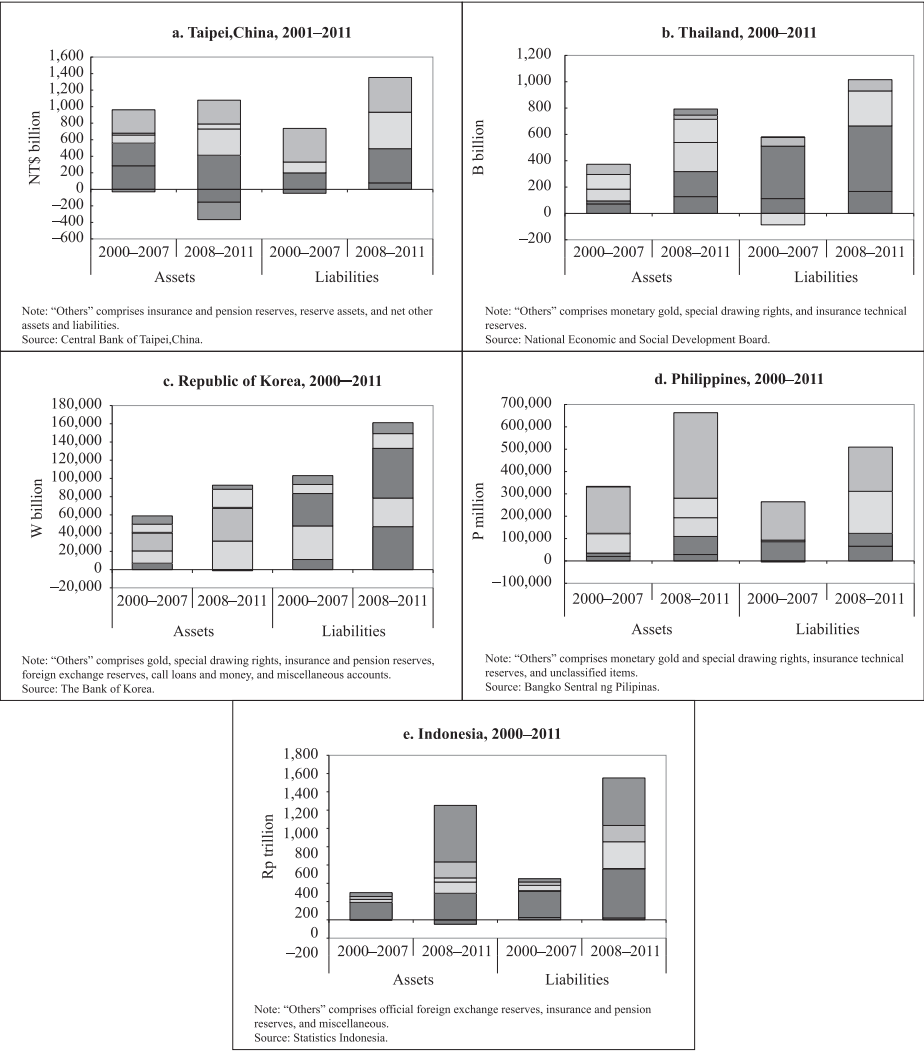 a. Taipei,China, 2001–2011
NT$ billion
1,600
1,400
1,200
1,000
800
600
400
200
0
–200
–400
–600
2000–2007 2008–2011 2000–2007 2008–2011
Assets Liabilities
Note: “Others” comprises insurance and pension reserves, reserve assets, and net other
assets and liabilities.
Source: Central Bank of Taipei,China.
b. Thailand, 2000–2011
B billion
1,200
1,000
800
600
400
200
0
–200
2000–2007 2008–2011 2000–2007 2008–2011
Assets Liabilities
Note: “Others” comprises monetary gold, special drawing rights, and insurance technical
reserves.
Source: National Economic and Social Development Board.
c. Republic of Korea, 2000—2011
W billion
180,000
160,000
140,000
120,000
100,000
80,000
60,000
40,000
20,000
0
–20,000
2000–2007 2008–2011 2000–2007 2008–2011
Assets Liabilities
Note: “Others” comprises gold, special drawing rights, insurance and pension reserves,
foreign exchange reserves, call loans and money, and miscellaneous accounts.
Source: The Bank of Korea.
d. Philippines, 2000–2011
P million
700,000
600,000
500,000
400,000
300,000
200,000
100,000
0
–100,000
2000–2007 2008–2011 2000–2007 2008–2011
Assets Liabilities
Note: “Others” comprises monetary gold and special drawing rights, insurance technical
reserves, and unclassified items.
Source: Bangko Sentral ng Pilipinas.
e. Indonesia, 2000–2011
Rp trillion
1,800
1,600
1,400
1,200
1,000
800
600
400
200
0
–200
2000–2007 2008–2011 2000–2007 2008–2011
Assets Liabilities
Note: “Others” comprises official foreign exchange reserves, insurance and pension
reserves, and miscellaneous.
Source: Statistics Indonesia.